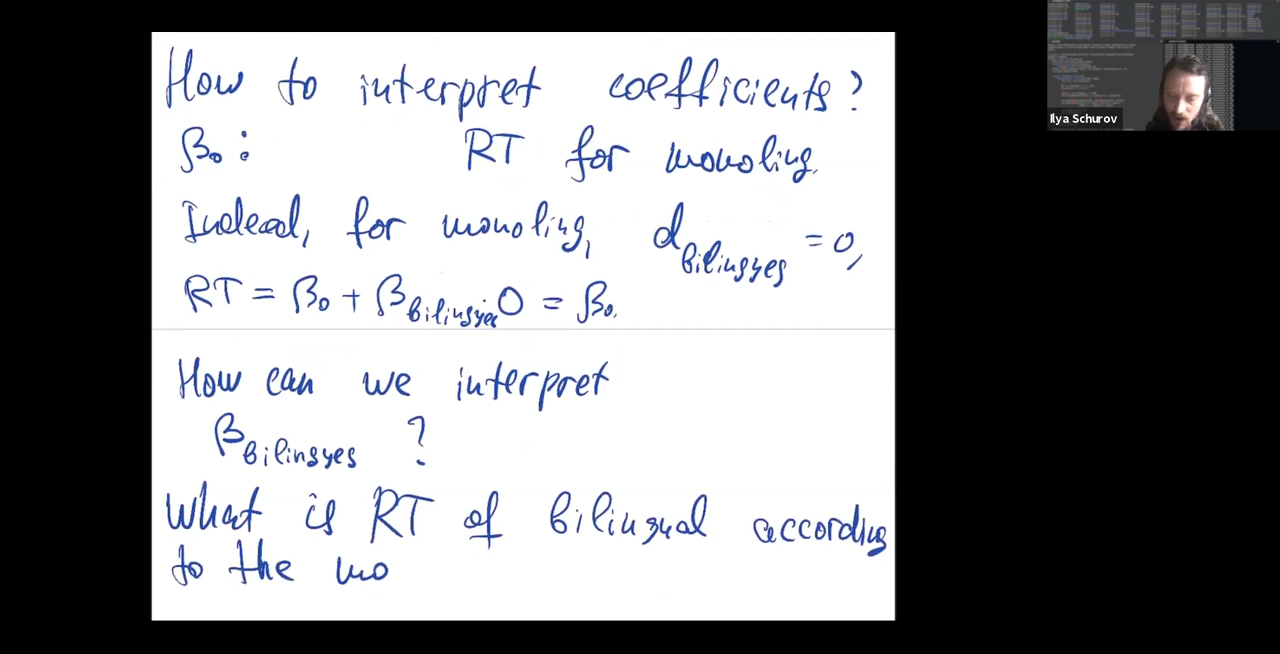 How to interpret coefficients?
β₀: RT for monoling.
Indeed, for monoling, d_bilingyes = 0,
RT = β₀ + β_bilingyes·0 = β₀.
How can we interpret
β_bilingyes ?
What is RT of bilingual according
to the mo
Ilya Schurov